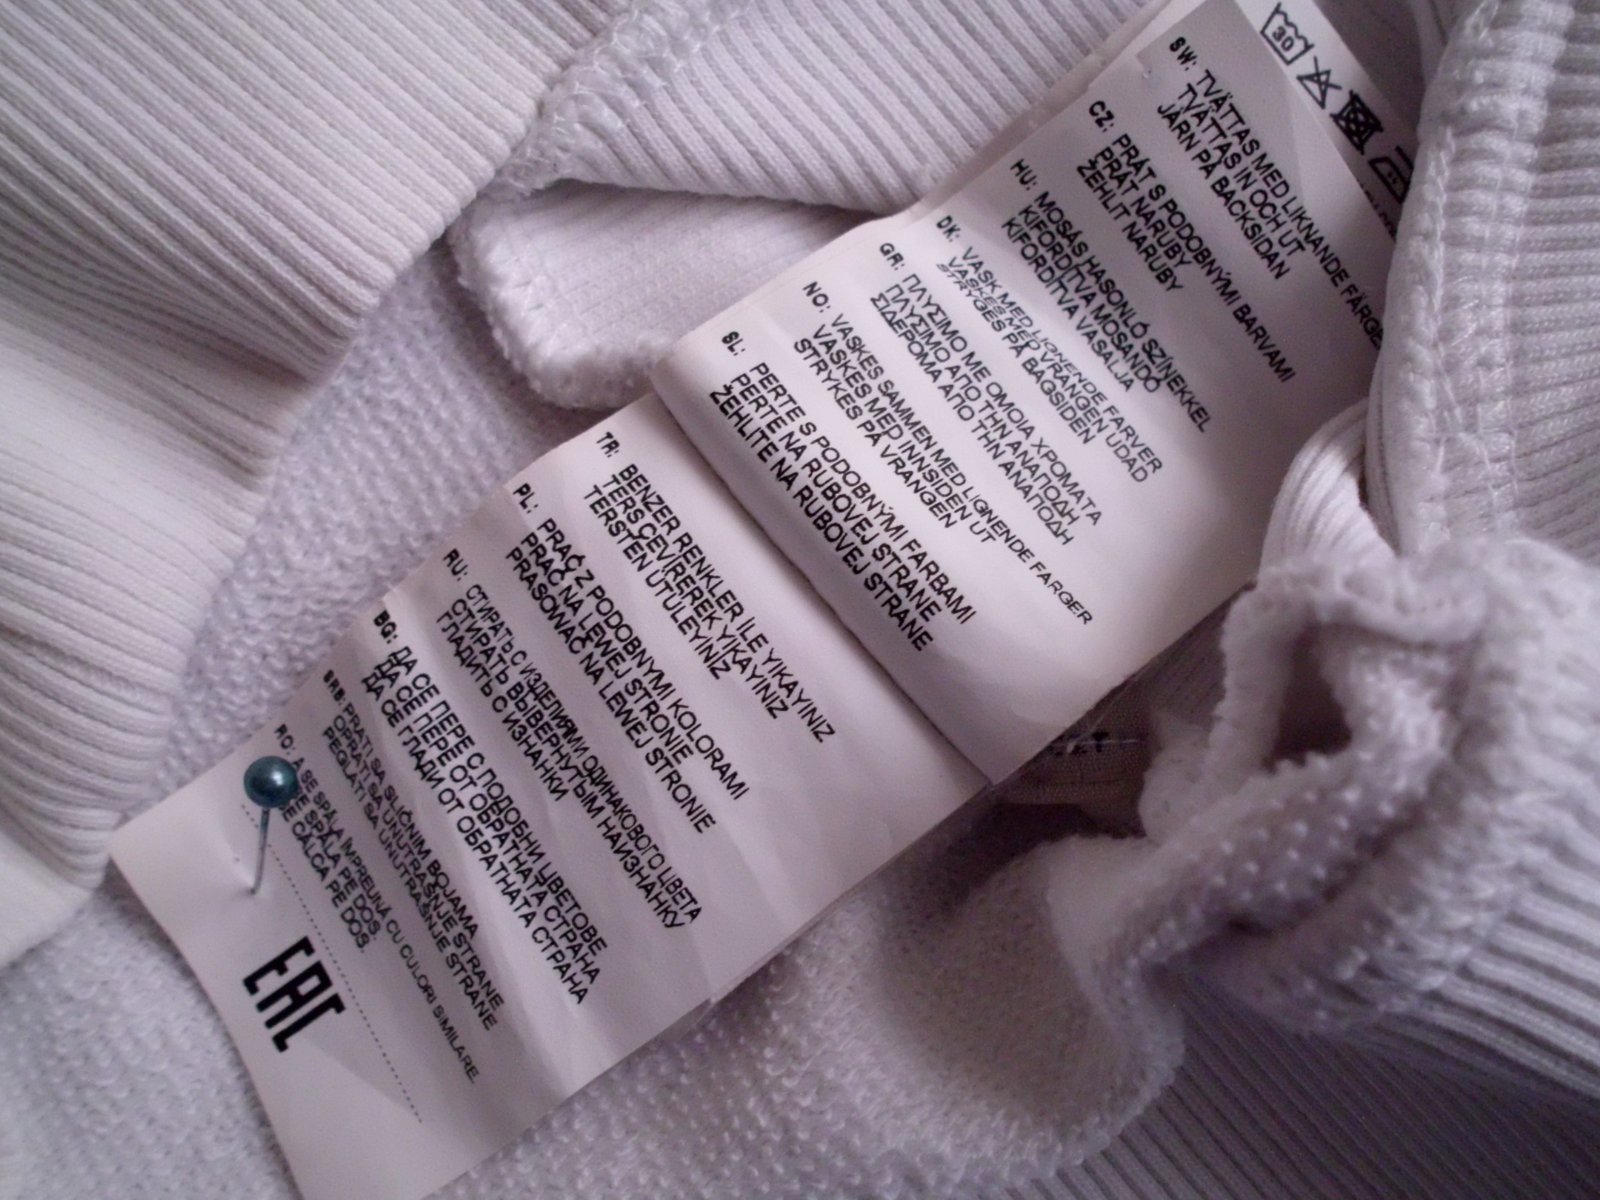 30
SW: TVÄTTAS MED LIKNANDE FÄRGE
TVÄTTAS IN OCH UT
JÄRN PÅ BACKSIDAN
CZ: PRÁT S PODOBNÝMI BARVAMI
PRÁT NARUBY
ŽEHLIT NARUBY
HU: MOSÁS HASONLÓ SZÍNEKKEL
KIFORDÍTVA MOSANDÓ
KIFORDÍTVA VASALIA
DK: VASK MED LIGNENDE FARVER
VASKES MED VRANGEN UDAD
STRYGES PÅ BAGSIDEN
GR: ΠΛΥΣΙΜΟ ΜΕ ΟΜΟΙΑ ΧΡΩΜΑΤΑ
ΠΛΥΣΙΜΟ ΑΠΟ ΤΗΝ ΑΝΑΠΟΔΗ
ΣΙΔΕΡΩΜΑ ΑΠΟ ΤΗΝ ΑΝΑΠΟΔΗ
NO: VASKES SAMMEN MED LIGNENDE FARGER
VASKES MED INNSIDEN UT
STRYKES PÅ VRANGEN
SL: PERTE S PODOBNÝMI FARBAMI
PERTE NA RUBOVEJ STRANE
ŽEHLITE NA RUBOVEJ STRANE
TR: BENZER RENKLER İLE YIKAYINIZ
TERS ÇEVİREREK YIKAYINIZ
TERSTEN ÜTÜLEYİNİZ
PL: PRAĆ Z PODOBNYMI KOLORAMI
PRAĆ NA LEWEJ STRONIE
PRASOWAĆ NA LEWEJ STRONIE
RU: СТИРАТЬ С ИЗДЕЛИЯМИ ОДИНАКОВОГО ЦВЕТА
СТИРАТЬ ВЫВЕРНУТЫМ НАИЗНАНКУ
ГЛАДИТЬ С ИЗНАНКИ
BG: ДА СЕ ПЕРЕ С ПОДОБНИ ЦВЕТОВЕ
ДА СЕ ПЕРЕ ОТ ОБРАТНАТА СТРАНА
ДА СЕ ГЛАДИ ОТ ОБРАТНАТА СТРАНА
SRB: PRATI SA SLIČNIM BOJAMA
OPRATI SA UNUTRAŠNJE STRANE
PEGLATI SA UNUTRAŠNJE STRANE
RO: A SE SPĂLA ÎMPREUNĂ CU CULORI SIMILARE.
SE SPĂLA PE DOS.
SE CALCA PE DOS.
EAC